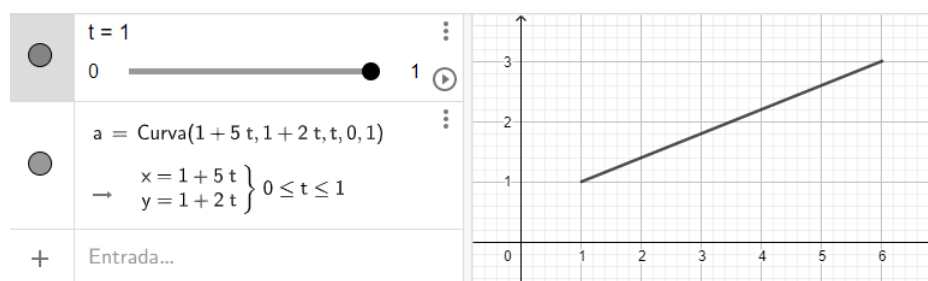 t = 1
0 1
a = Curva(1 + 5 t, 1 + 2 t, t, 0, 1)
→ x = 1 + 5 t
y = 1 + 2 t } 0 ≤ t ≤ 1
+ Entrada...
3
2
1
0 1 2 3 4 5 6